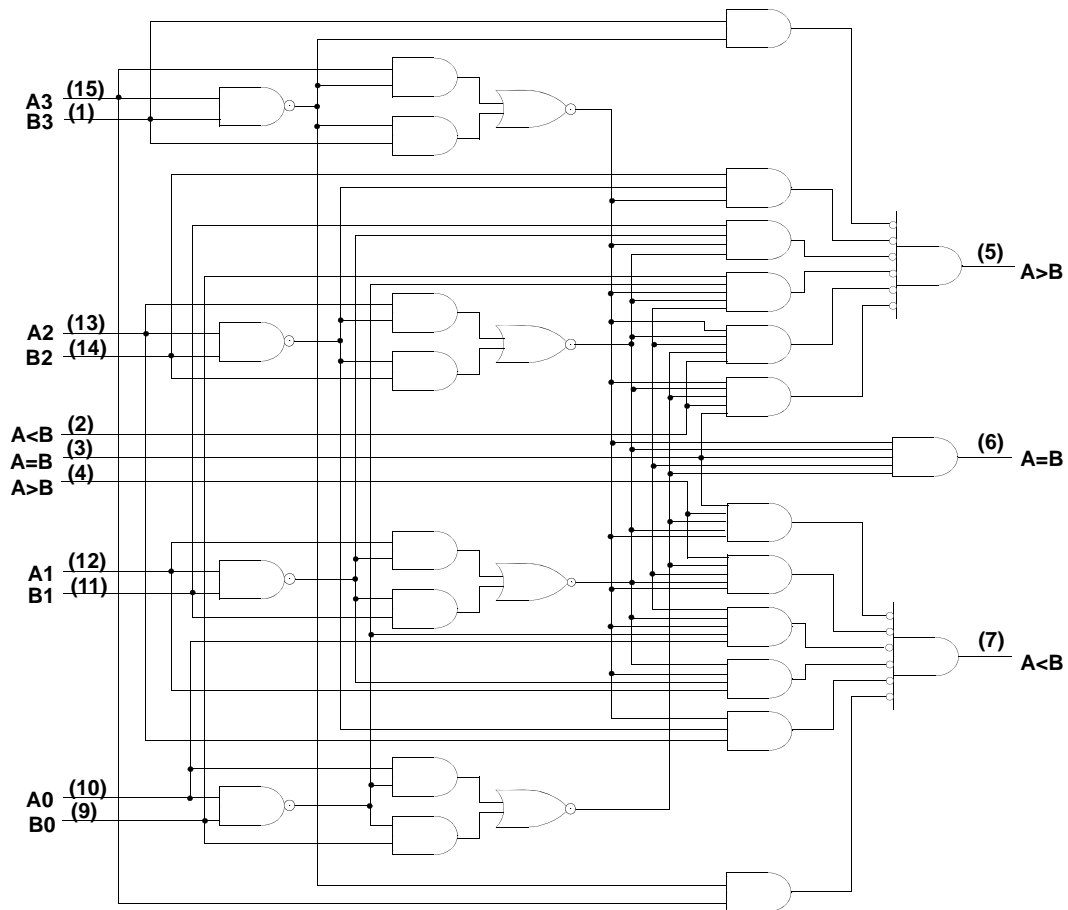 A3 (15)
B3 (1)
(5)
A>B
A2 (13)
B2 (14)
A<B (2)
A=B (3)
A>B (4)
(6)
A=B
A1 (12)
B1 (11)
(7)
A<B
A0 (10)
B0 (9)